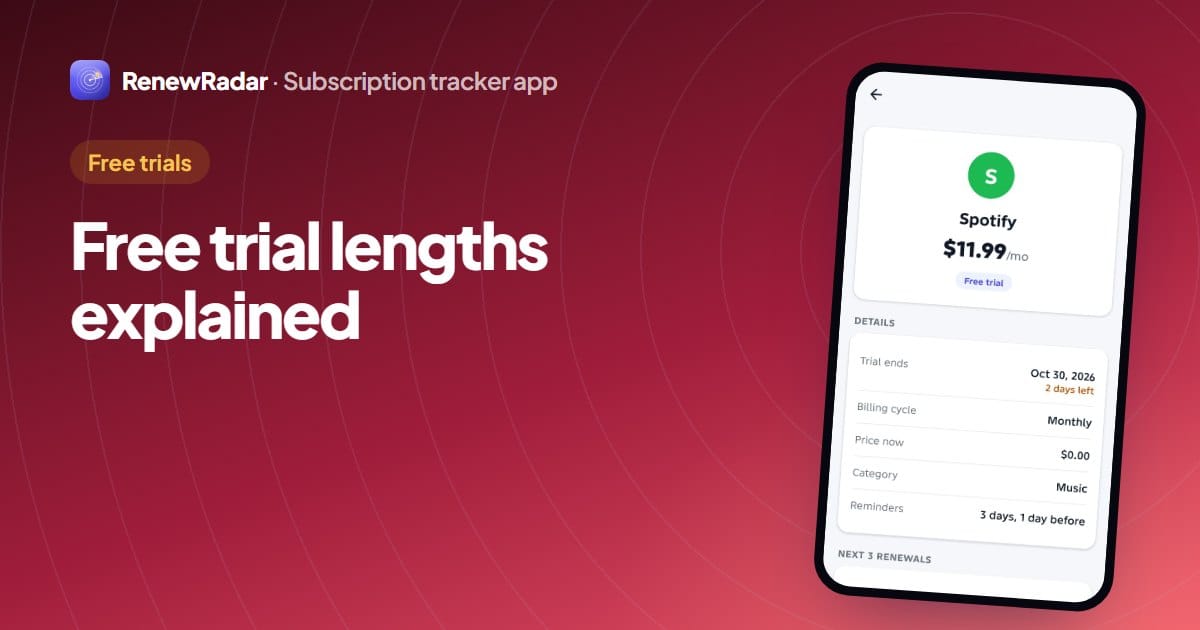 RenewRadar · Subscription tracker app
Free trials
Free trial lengths
explained
S
Spotify
$11.99/mo
Free trial
DETAILS
Trial ends
Oct 30, 2026
2 days left
Billing cycle
Monthly
Price now
$0.00
Category
Music
Reminders
3 days, 1 day before
NEXT 3 RENEWALS